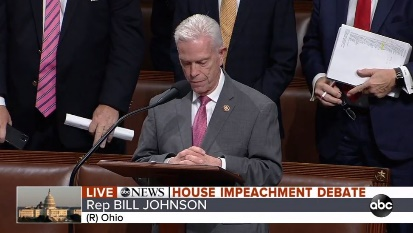 LIVE abc NEWS HOUSE IMPEACHMENT DEBATE
Rep BILL JOHNSON
(R) Ohio
abc